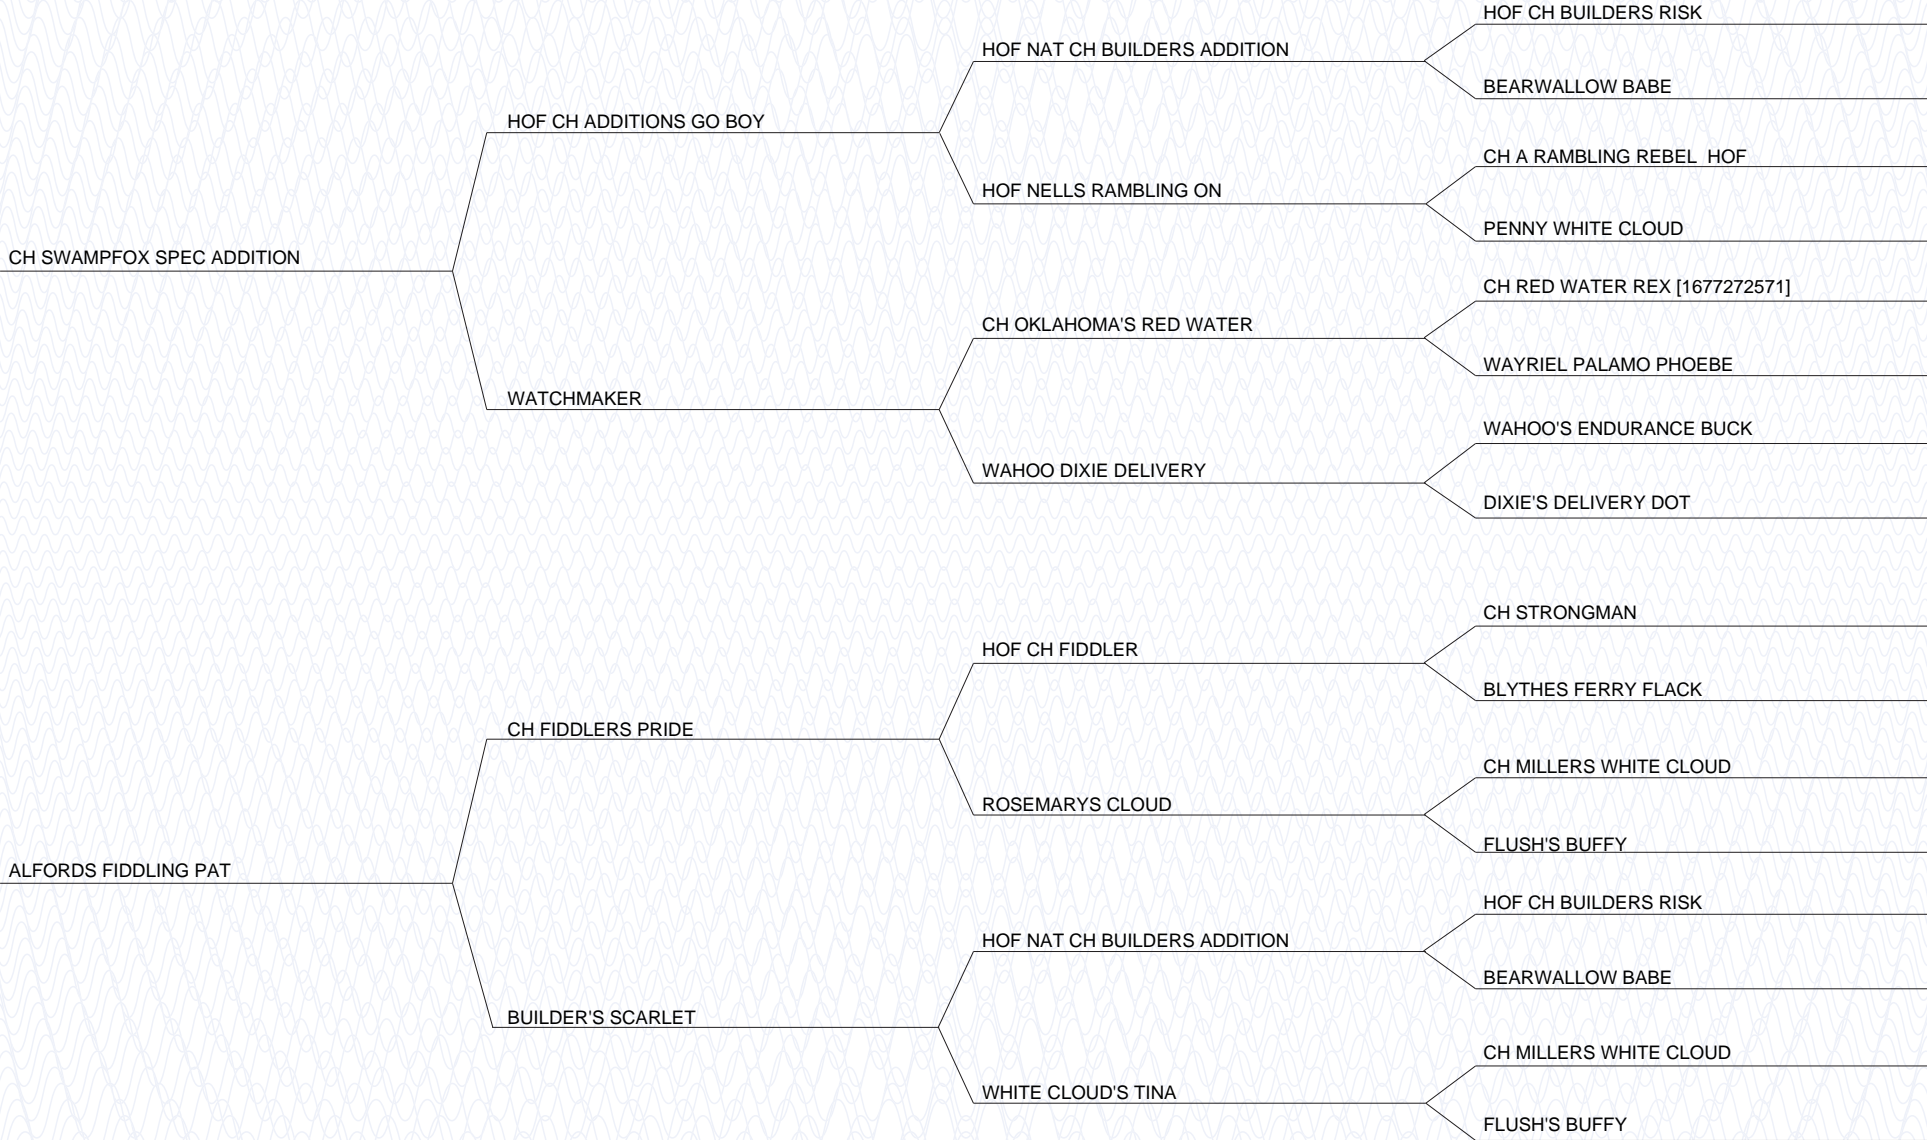 HOF CH BUILDERS RISK
HOF NAT CH BUILDERS ADDITION
BEARWALLOW BABE
HOF CH ADDITIONS GO BOY
CH A RAMBLING REBEL  HOF
HOF NELLS RAMBLING ON
PENNY WHITE CLOUD
CH SWAMPFOX SPEC ADDITION
CH RED WATER REX [1677272571]
CH OKLAHOMA'S RED WATER
WAYRIEL PALAMO PHOEBE
WATCHMAKER
WAHOO'S ENDURANCE BUCK
WAHOO DIXIE DELIVERY
DIXIE'S DELIVERY DOT
CH STRONGMAN
HOF CH FIDDLER
BLYTHES FERRY FLACK
CH FIDDLERS PRIDE
CH MILLERS WHITE CLOUD
ROSEMARYS CLOUD
FLUSH'S BUFFY
ALFORDS FIDDLING PAT
HOF CH BUILDERS RISK
HOF NAT CH BUILDERS ADDITION
BEARWALLOW BABE
BUILDER'S SCARLET
CH MILLERS WHITE CLOUD
WHITE CLOUD'S TINA
FLUSH'S BUFFY